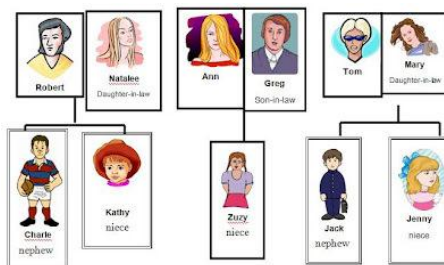 Robert
Natalee
Daughter-in-law
Ann
Greg
Son-in-law
Tom
Mary
Daughter-in-law
Charle
nephew
Kathy
niece
Zuzy
niece
Jack
nephew
Jenny
niece